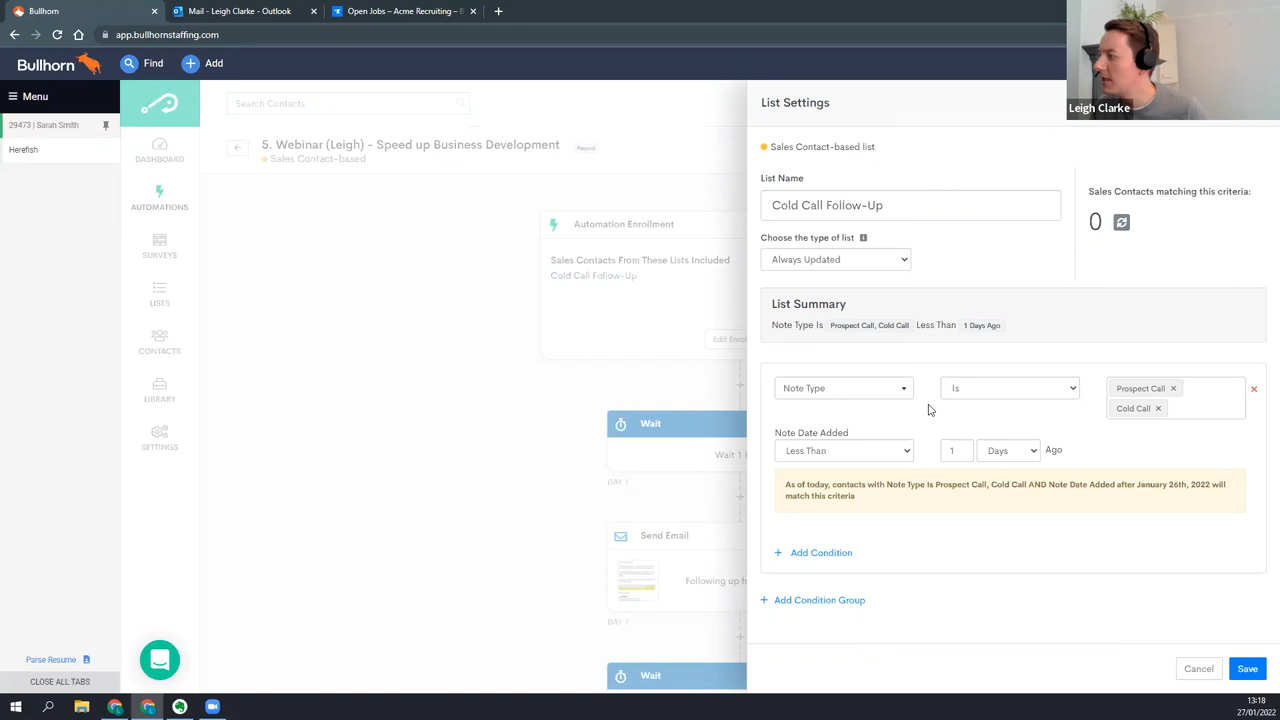 Bullhorn
Mail - Leigh Clarke - Outlook
Open Jobs – Acme Recruiting – B
app.bullhornstaffing.com
Bullhorn
Find
Add
Menu
29473 | Sarah Smith
Herefish
Parse Resume
CLOSE ALL TABS
DASHBOARD
AUTOMATIONS
SURVEYS
LISTS
CONTACTS
LIBRARY
SETTINGS
Search Contacts
5. Webinar (Leigh) - Speed up Business Development
Paused
Sales Contact-based
Automation Enrollment
Sales Contacts From These Lists Included
Cold Call Follow-Up
Wait
DAY 1
Send Email
DAY 1
Wait
List Settings
Leigh Clarke
Sales Contact-based list
List Name
Cold Call Follow-Up
Choose the type of list
Always Updated
Sales Contacts matching this criteria:
0
List Summary
Note Type Is Prospect Call, Cold Call Less Than 1 Days Ago
Note Type
Is
Prospect Call ×
Cold Call ×
Note Date Added
Less Than
1
Days
Ago
As of today, contacts with Note Type Is Prospect Call, Cold Call AND Note Date Added after January 26th, 2022 will
match this criteria
+ Add Condition
+ Add Condition Group
Cancel
Save
13:18
27/01/2022